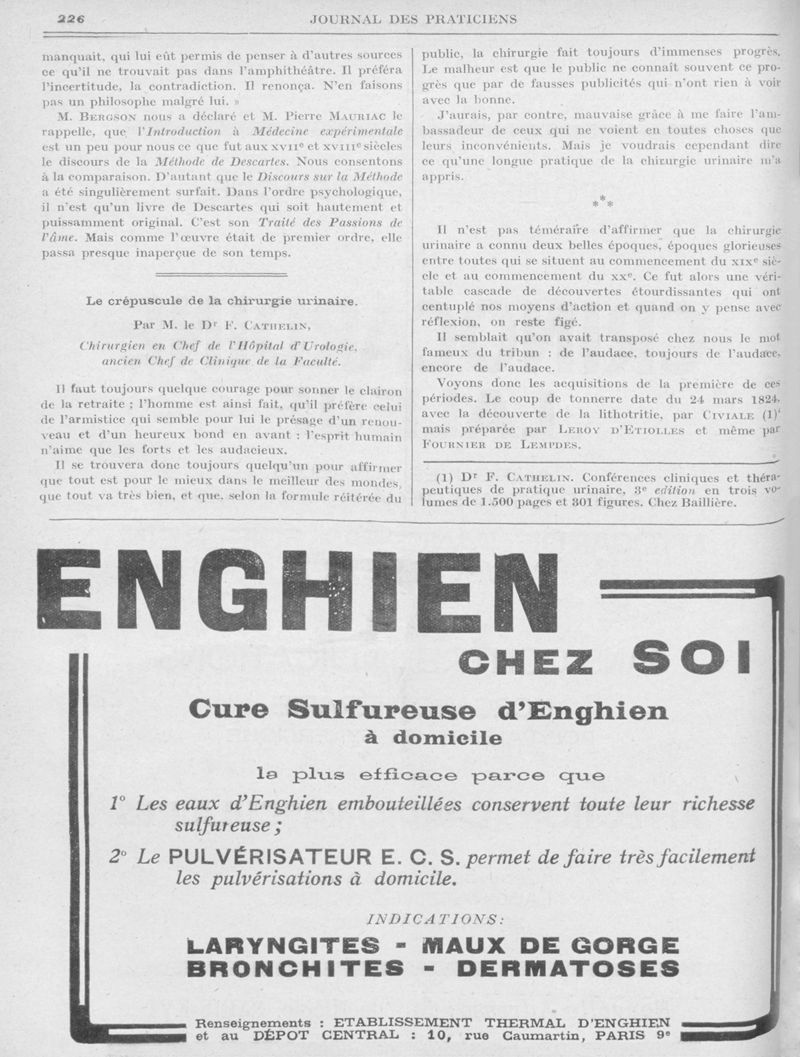 226
JOURNAL DES PRATICIENS
manquait, qui lui eût permis de penser à d'autres sources
ce qu'il ne trouvait pas dans l'amphithéâtre. Il préféra
l'incertitude, la contradiction. Il renonça. N'en faisons
pas un philosophe malgré lui. »
M. BERGSON nous a déclaré et M. Pierre MAURIAC le
rappelle, que l'Introduction à Médecine expérimentale
est un peu pour nous ce que fut aux XVIIe et XVIIIe siècles
le discours de la Méthode de Descartes. Nous consentons
à la comparaison. D'autant que le Discours sur la Méthode
a été singulièrement surfait. Dans l'ordre psychologique,
il n'est qu'un livre de Descartes qui soit hautement et
puissamment original. C'est son Traité des Passions de
l'âme. Mais comme l'œuvre était de premier ordre, elle
passa presque inaperçue de son temps.
Le crépuscule de la chirurgie urinaire.
Par M. le Dr F. CATHELIN,
Chirurgien en Chef de l'Hôpital d'Urologie,
ancien Chef de Clinique de la Faculté.
Il faut toujours quelque courage pour sonner le clairon
de la retraite ; l'homme est ainsi fait, qu'il préfère celui
de l'armistice qui semble pour lui le présage d'un renou-
veau et d'un heureux bond en avant : l'esprit humain
n'aime que les forts et les audacieux.
Il se trouvera donc toujours quelqu'un pour affirmer
que tout est pour le mieux dans le meilleur des mondes,
que tout va très bien, et que, selon la formule réitérée du
public, la chirurgie fait toujours d'immenses progrès.
Le malheur est que le public ne connaît souvent ce pro-
grès que par de fausses publicités qui n'ont rien à voir
avec la bonne.
J'aurais, par contre, mauvaise grâce à me faire l'am-
bassadeur de ceux qui ne voient en toutes choses que
leurs inconvénients. Mais je voudrais cependant dire
ce qu'une longue pratique de la chirurgie urinaire m'a
appris.
***
Il n'est pas téméraire d'affirmer que la chirurgie
urinaire a connu deux belles époques, époques glorieuses
entre toutes qui se situent au commencement du XIXe siè-
cle et au commencement du XXe. Ce fut alors une véri-
table cascade de découvertes étourdissantes qui ont
centuplé nos moyens d'action et quand on y pense avec
réflexion, on reste figé.
Il semblait qu'on avait transposé chez nous le mot
fameux du tribun : de l'audace, toujours de l'audace,
encore de l'audace.
Voyons donc les acquisitions de la première de ces
périodes. Le coup de tonnerre date du 24 mars 1824,
avec la découverte de la lithotritie, par CIVIALE (1)
mais préparée par LEROY D'ETIOLLES et même par
FOURNIER DE LEMPDES.
(1) Dr F. CATHELIN. Conférences cliniques et théra-
peutiques de pratique urinaire, 3e edition en trois vo-
lumes de 1.500 pages et 301 figures. Chez Baillière.
ENGHIEN
CHEZ SOI
Cure Sulfureuse d'Enghien
à domicile
la plus efficace parce que
1° Les eaux d'Enghien embouteillées conservent toute leur richesse
sulfureuse ;
2° Le PULVÉRISATEUR E. C. S. permet de faire très facilement
les pulvérisations à domicile.
INDICATIONS:
LARYNGITES - MAUX DE GORGE
BRONCHITES - DERMATOSES
Renseignements : ETABLISSEMENT THERMAL D'ENGHIEN
et au DÉPOT CENTRAL : 10, rue Caumartin, PARIS 9e